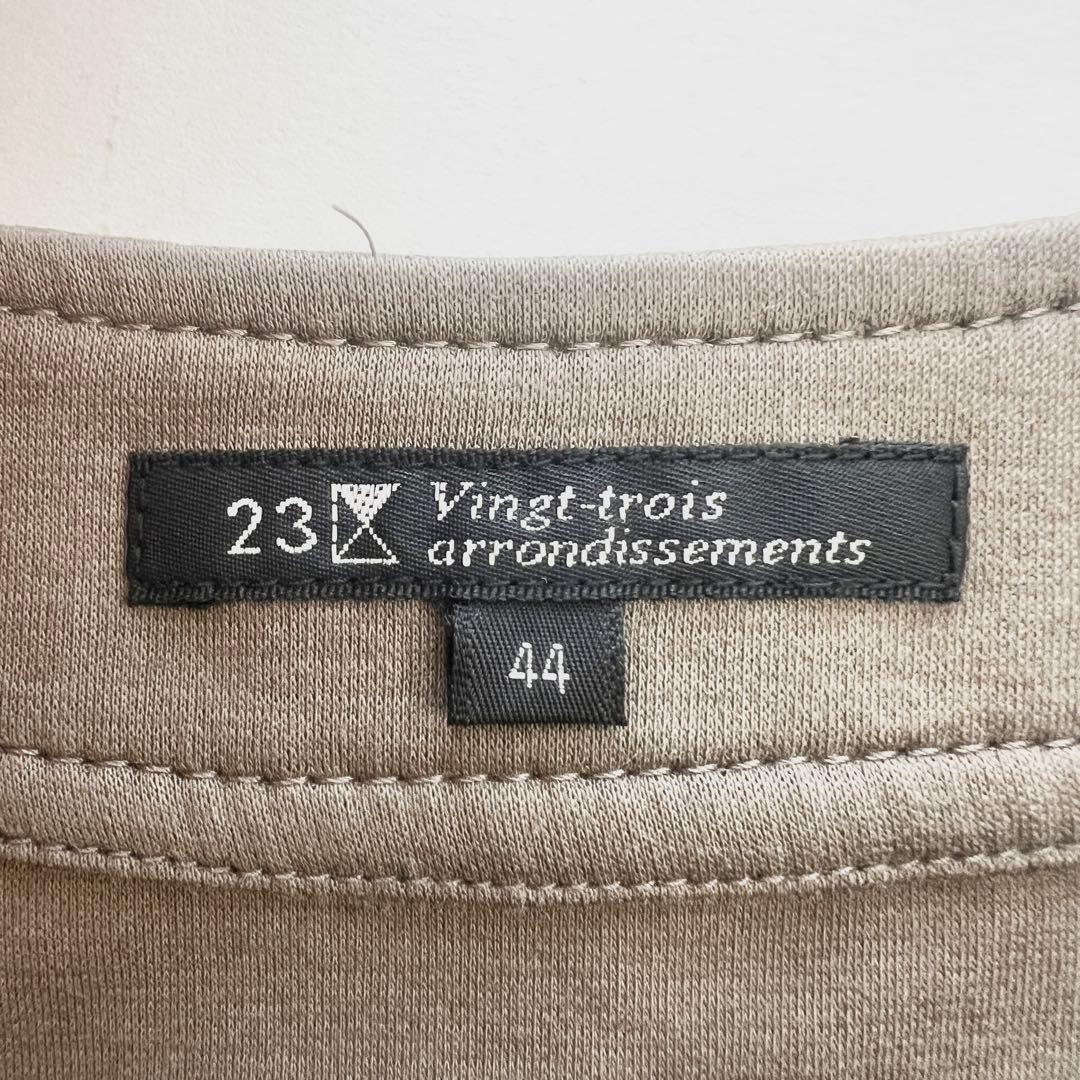 23 Vingt-trois
arrondissements
44